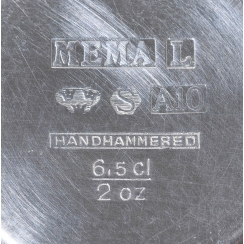 MEMA L
S A10
HANDHAMMERED
6,5 cl
2 oz